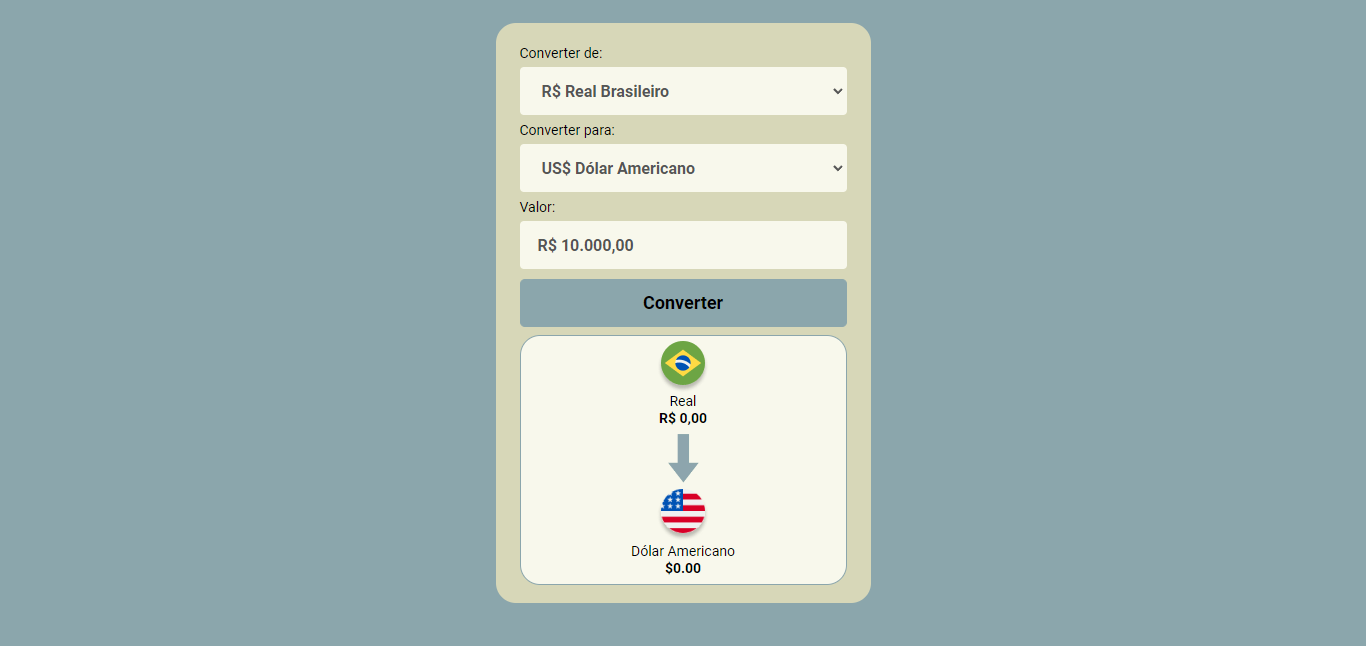 Converter de:
R$ Real Brasileiro
Converter para:
US$ Dólar Americano
Valor:
R$ 10.000,00
Converter
Real
R$ 0,00
Dólar Americano
$0.00